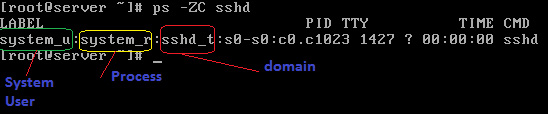 [root@server ~]# ps -ZC sshd
LABEL PID TTY TIME CMD
system_u:system_r:sshd_t:s0-s0:c0.c1023 1427 ? 00:00:00 sshd
[root@server ~]# _
System
User
Process
domain